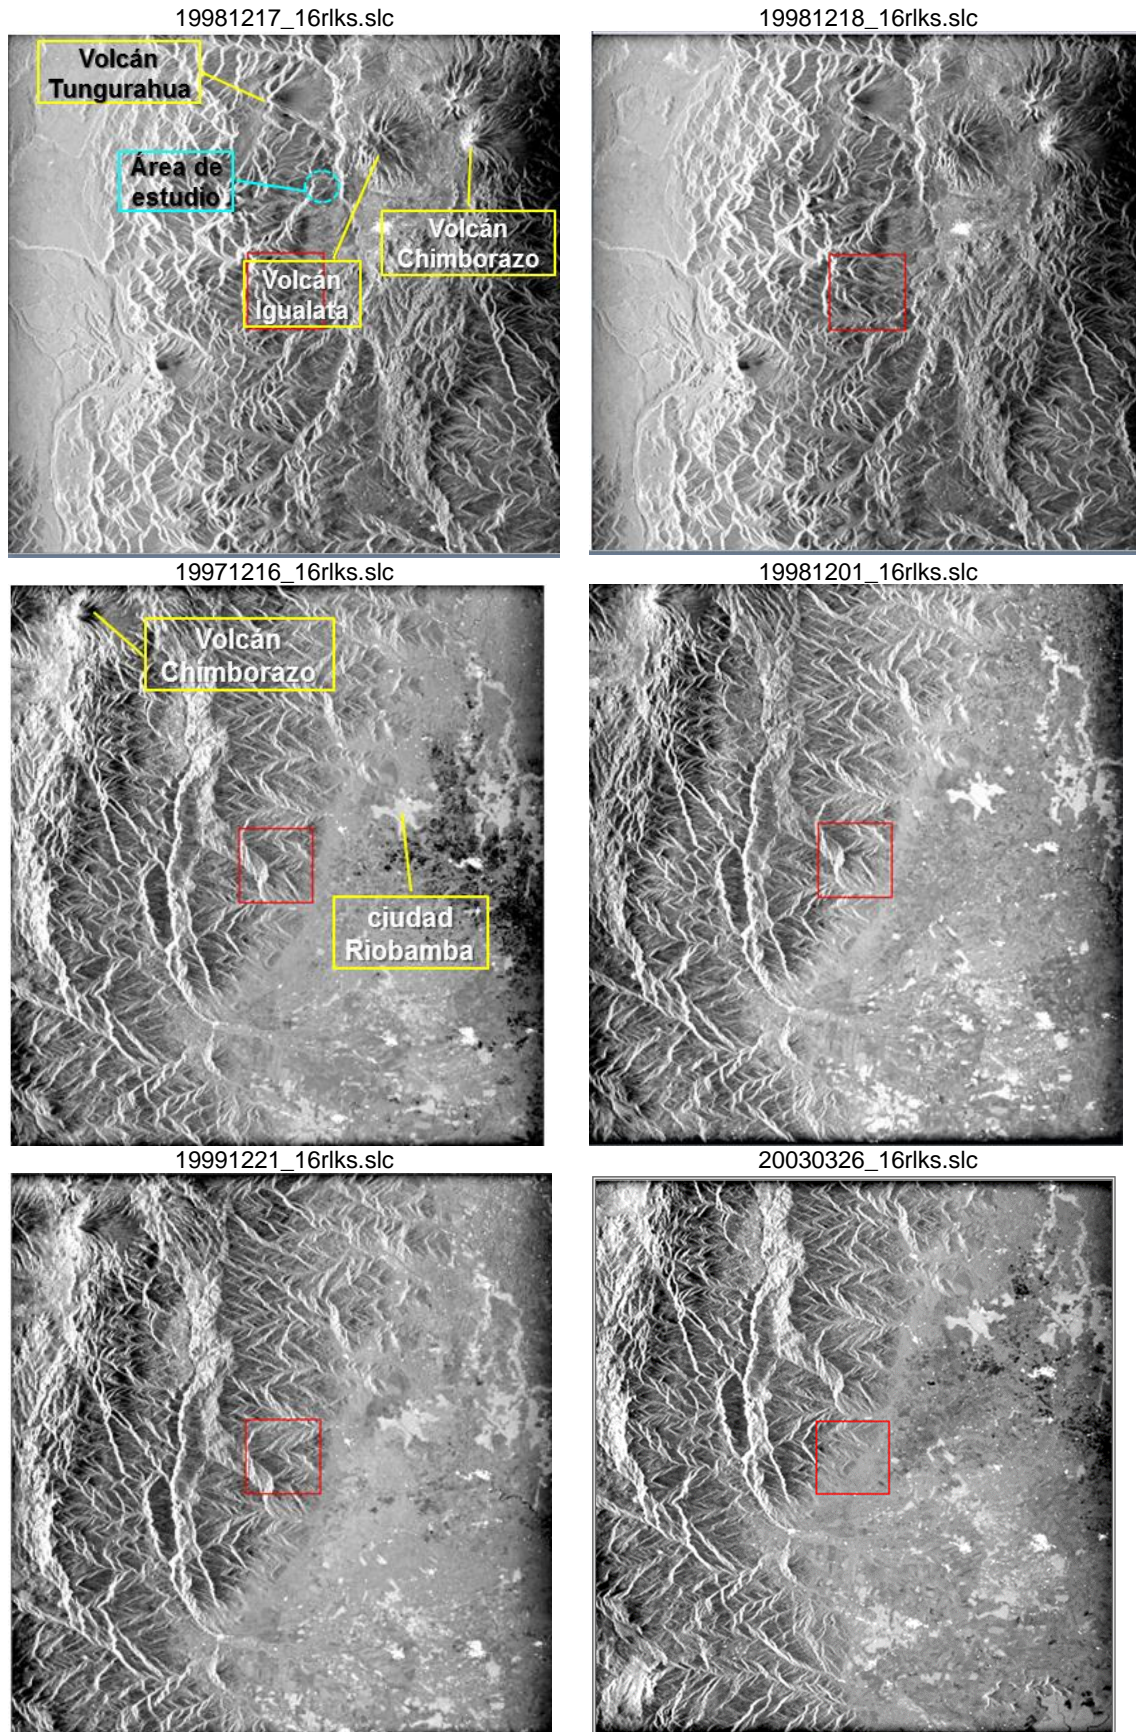 19981217_16rlks.slc
19981218_16rlks.slc
Volcán
Tungurahua
Área de
estudio
Volcán
Chimborazo
Volcán
Igualata
19971216_16rlks.slc
19981201_16rlks.slc
Volcán
Chimborazo
ciudad
Riobamba
19991221_16rlks.slc
20030326_16rlks.slc